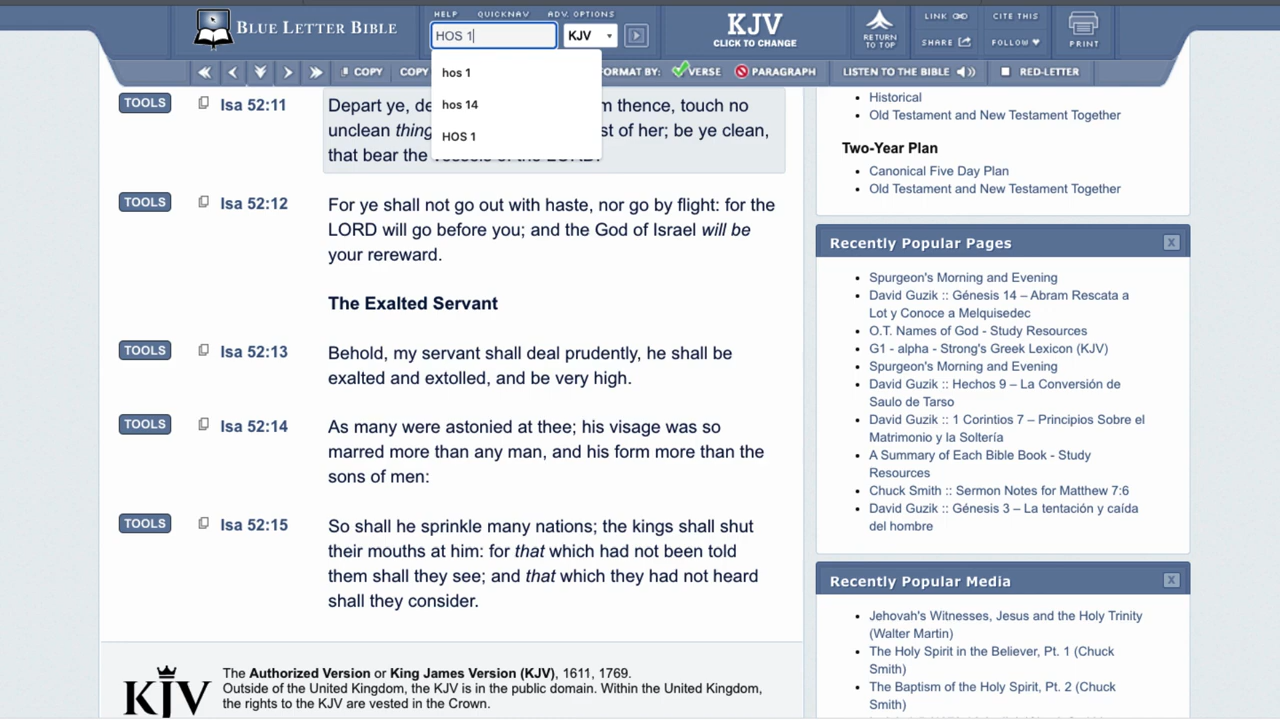 HELP QUICKNAV ADV. OPTIONS
BLUE LETTER BIBLE
HOS 1
KJV
KJV
CLICK TO CHANGE
RETURN
TO TOP
LINK
CITE THIS
SHARE
FOLLOW
PRINT
COPY
COPY
FORMAT BY:
VERSE
PARAGRAPH
LISTEN TO THE BIBLE
RED-LETTER
hos 1
hos 14
HOS 1
TOOLS
Isa 52:11
Depart ye, thence, touch no
unclean thing of her; be ye clean,
that bear the vessels of the LORD.
TOOLS
Isa 52:12
For ye shall not go out with haste, nor go by flight: for the
LORD will go before you; and the God of Israel will be
your rereward.
The Exalted Servant
TOOLS
Isa 52:13
Behold, my servant shall deal prudently, he shall be
exalted and extolled, and be very high.
TOOLS
Isa 52:14
As many were astonied at thee; his visage was so
marred more than any man, and his form more than the
sons of men:
TOOLS
Isa 52:15
So shall he sprinkle many nations; the kings shall shut
their mouths at him: for that which had not been told
them shall they see; and that which they had not heard
shall they consider.
KJV
The Authorized Version or King James Version (KJV), 1611, 1769.
Outside of the United Kingdom, the KJV is in the public domain. Within the United Kingdom,
the rights to the KJV are vested in the Crown.
Historical
Old Testament and New Testament Together
Two-Year Plan
Canonical Five Day Plan
Old Testament and New Testament Together
Recently Popular Pages
X
Spurgeon's Morning and Evening
David Guzik :: Génesis 14 – Abram Rescata a
Lot y Conoce a Melquisedec
O.T. Names of God - Study Resources
G1 - alpha - Strong's Greek Lexicon (KJV)
Spurgeon's Morning and Evening
David Guzik :: Hechos 9 – La Conversión de
Saulo de Tarso
David Guzik :: 1 Corintios 7 – Principios Sobre el
Matrimonio y la Soltería
A Summary of Each Bible Book - Study
Resources
Chuck Smith :: Sermon Notes for Matthew 7:6
David Guzik :: Génesis 3 – La tentación y caída
del hombre
Recently Popular Media
X
Jehovah's Witnesses, Jesus and the Holy Trinity
(Walter Martin)
The Holy Spirit in the Believer, Pt. 1 (Chuck
Smith)
The Baptism of the Holy Spirit, Pt. 2 (Chuck
Smith)